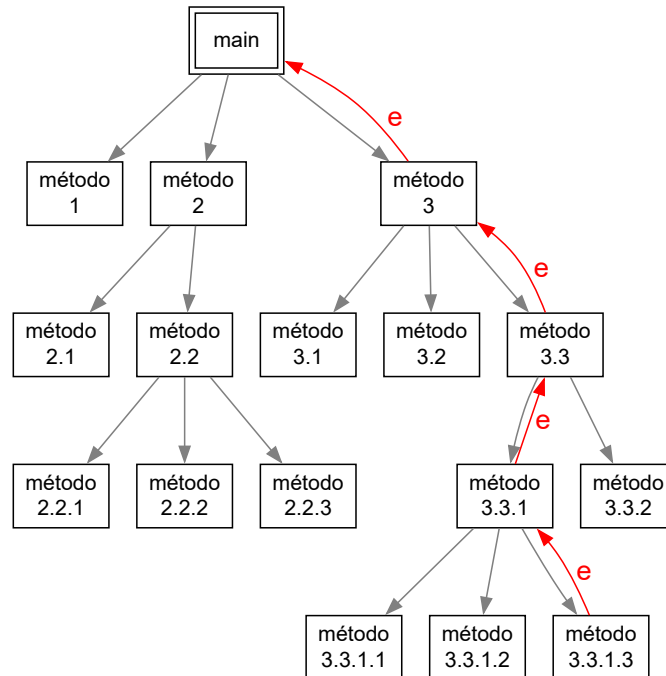 main
e
método
1
método
2
método
3
e
método
2.1
método
2.2
método
3.1
método
3.2
método
3.3
e
método
2.2.1
método
2.2.2
método
2.2.3
método
3.3.1
método
3.3.2
e
método
3.3.1.1
método
3.3.1.2
método
3.3.1.3